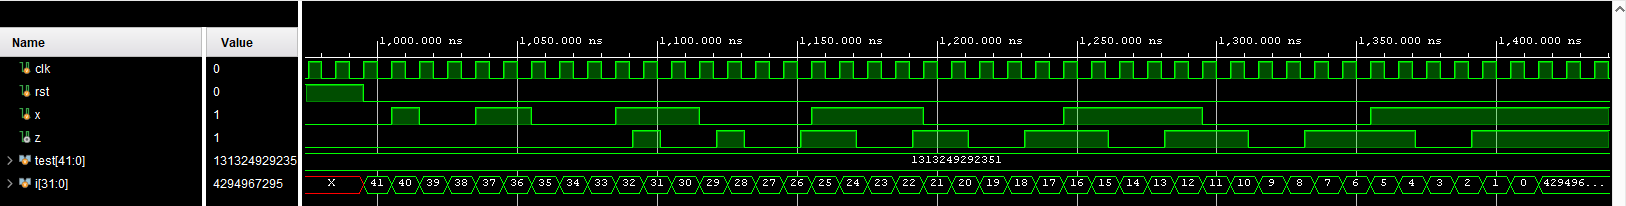 Name Value
1,000.000 ns 1,050.000 ns 1,100.000 ns 1,150.000 ns 1,200.000 ns 1,250.000 ns 1,300.000 ns 1,350.000 ns 1,400.000 ns
clk 0
rst 0
x 1
z 1
test[41:0] 131324929235 1313249292351
i[31:0] 4294967295 X 41 40 39 38 37 36 35 34 33 32 31 30 29 28 27 26 25 24 23 22 21 20 19 18 17 16 15 14 13 12 11 10 9 8 7 6 5 4 3 2 1 0 429496...